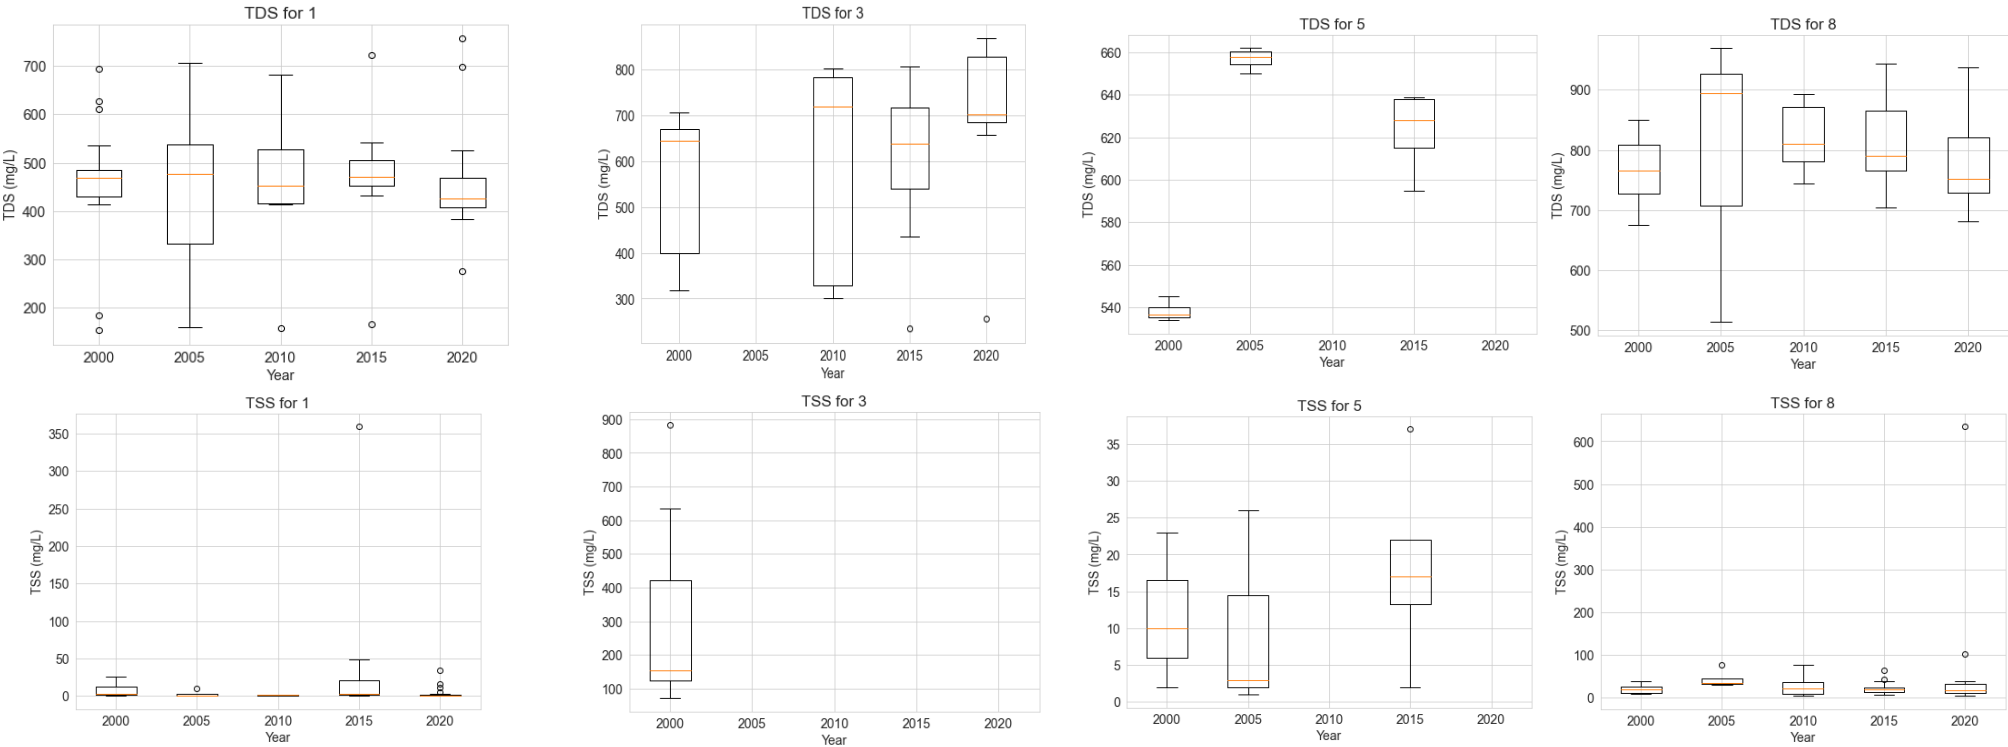 TDS for 1
TDS (mg/L)
700
600
500
400
300
200
2000 2005 2010 2015 2020
Year
TDS for 3
TDS (mg/L)
800
700
600
500
400
300
2000 2005 2010 2015 2020
Year
TDS for 5
TDS (mg/L)
660
640
620
600
580
560
540
2000 2005 2010 2015 2020
Year
TDS for 8
TDS (mg/L)
900
800
700
600
500
2000 2005 2010 2015 2020
Year
TSS for 1
TSS (mg/L)
350
300
250
200
150
100
50
0
2000 2005 2010 2015 2020
Year
TSS for 3
TSS (mg/L)
900
800
700
600
500
400
300
200
100
2000 2005 2010 2015 2020
Year
TSS for 5
TSS (mg/L)
35
30
25
20
15
10
5
0
2000 2005 2010 2015 2020
Year
TSS for 8
TSS (mg/L)
600
500
400
300
200
100
0
2000 2005 2010 2015 2020
Year